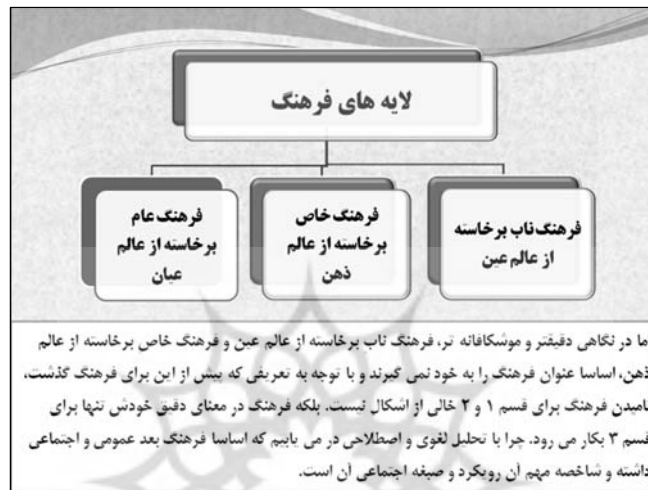 لایه های فرهنگ
فرهنگ ناب برخاسته
از عالم عین
فرهنگ خاص
برخاسته از عالم
ذهن
فرهنگ عام
برخاسته از عالم
عیان
ما در نگاهی دقیقتر و موشکافانه تر، فرهنگ ناب برخاسته از عالم عین و فرهنگ خاص برخاسته از عالم
ذهن، اساسا عنوان فرهنگ را به خود نمی گیرند و با توجه به تعریفی که پیش از این برای فرهنگ گذشت،
نامیدن فرهنگ برای قسم ۱ و ۲ خالی از اشکال نیست. بلکه فرهنگ در معنای دقیق خودش تنها برای
قسم ۳ بکار می رود. چرا با تحلیل لغوی و اصطلاحی در می یابیم که اساسا فرهنگ بعد عمومی و اجتماعی
داشته و شاخصه مهم آن رویکرد و صبغه اجتماعی آن است.